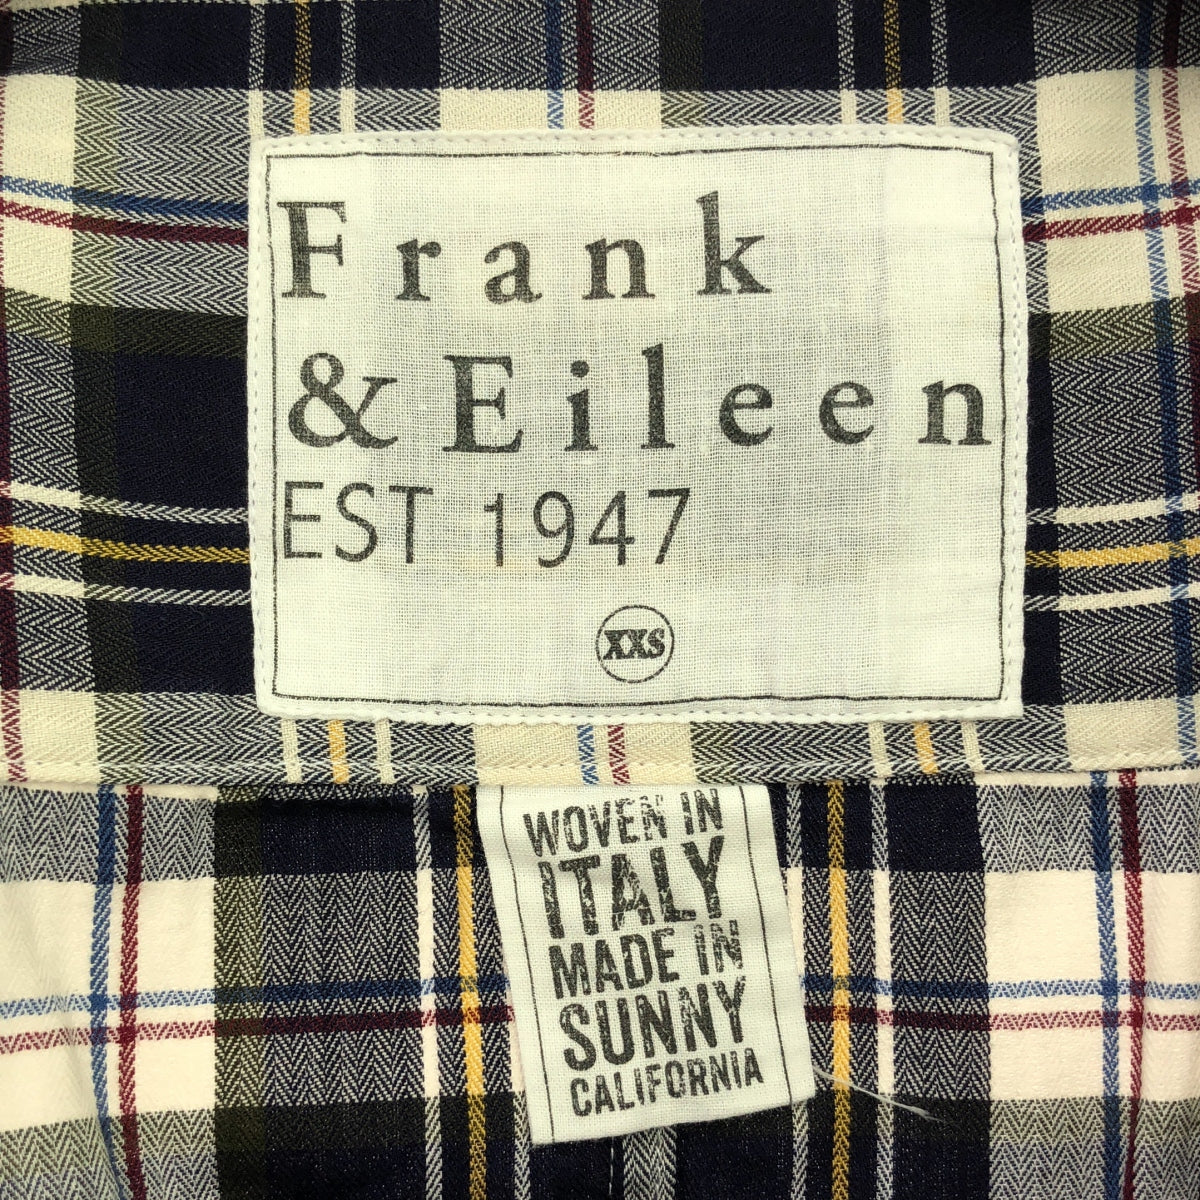 Frank
& Eileen
EST 1947
XXS
WOVEN IN
ITALY
MADE IN
SUNNY
CALIFORNIA